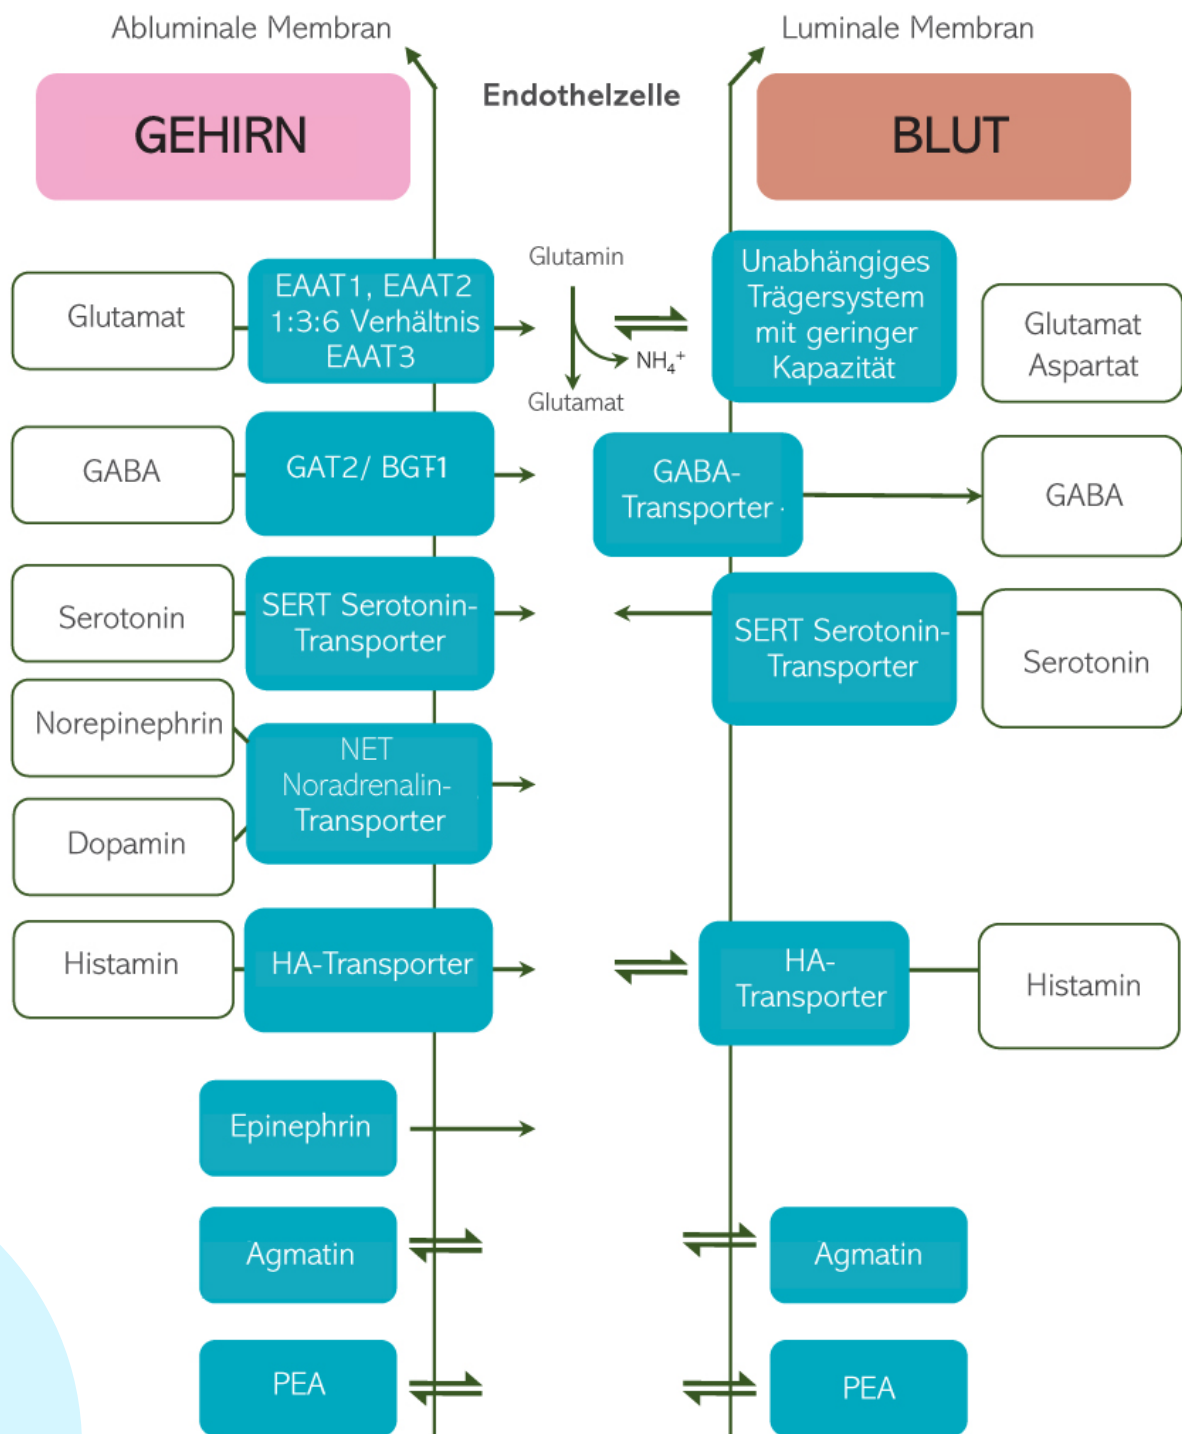 Abluminale Membran
Luminale Membran
Endothelzelle
GEHIRN
BLUT
Glutamat
EAAT1, EAAT2
1:3:6 Verhältnis
EAAT3
Glutamin
NH₄⁺
Glutamat
Unabhängiges
Trägersystem
mit geringer
Kapazität
Glutamat
Aspartat
GABA
GAT2/ BGT-1
GABA-
Transporter
GABA
Serotonin
SERT Serotonin-
Transporter
SERT Serotonin-
Transporter
Serotonin
Norepinephrin
Dopamin
NET
Noradrenalin-
Transporter
Histamin
HA-Transporter
HA-
Transporter
Histamin
Epinephrin
Agmatin
Agmatin
PEA
PEA